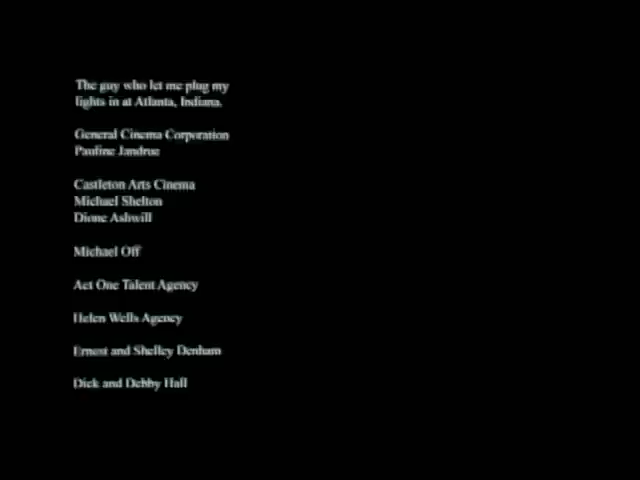 The guy who let me plug my
lights in at Atlanta, Indiana.
General Cinema Corporation
Pauline Jandrue
Castleton Arts Cinema
Michael Shelton
Dione Ashwill
Michael Off
Act One Talent Agency
Helen Wells Agency
Ernest and Shelley Denham
Dick and Debby Hall